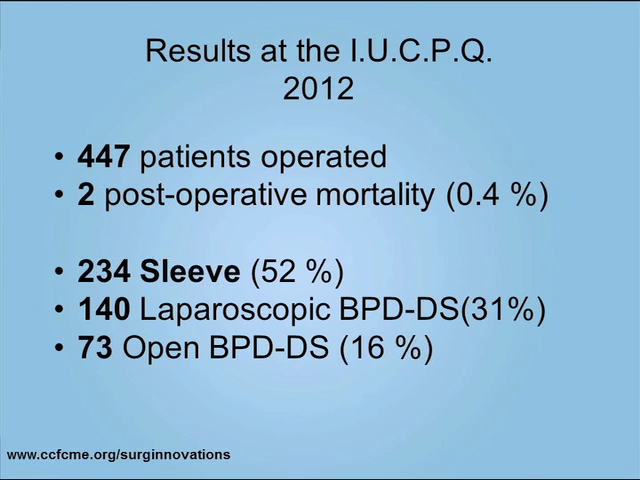 Results at the I.U.C.P.Q.
2012
• 447 patients operated
• 2 post-operative mortality (0.4 %)
• 234 Sleeve (52 %)
• 140 Laparoscopic BPD-DS(31%)
• 73 Open BPD-DS (16 %)
www.ccfcme.org/surginnovations